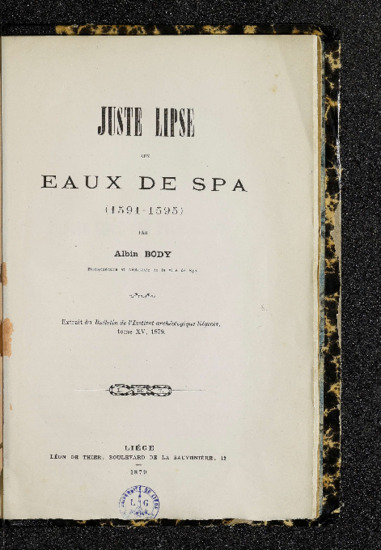 JUSTE LIPSE
AUX
EAUX DE SPA
(1591-1595)
PAR
Albin BODY
Extrait du Bulletin de l'Institut archéologique liégeois,
tome XV, 1879.
LIÉGE
LÉON DE THIER, BOULEVARD DE LA SAUVENIÈRE, 12
1879